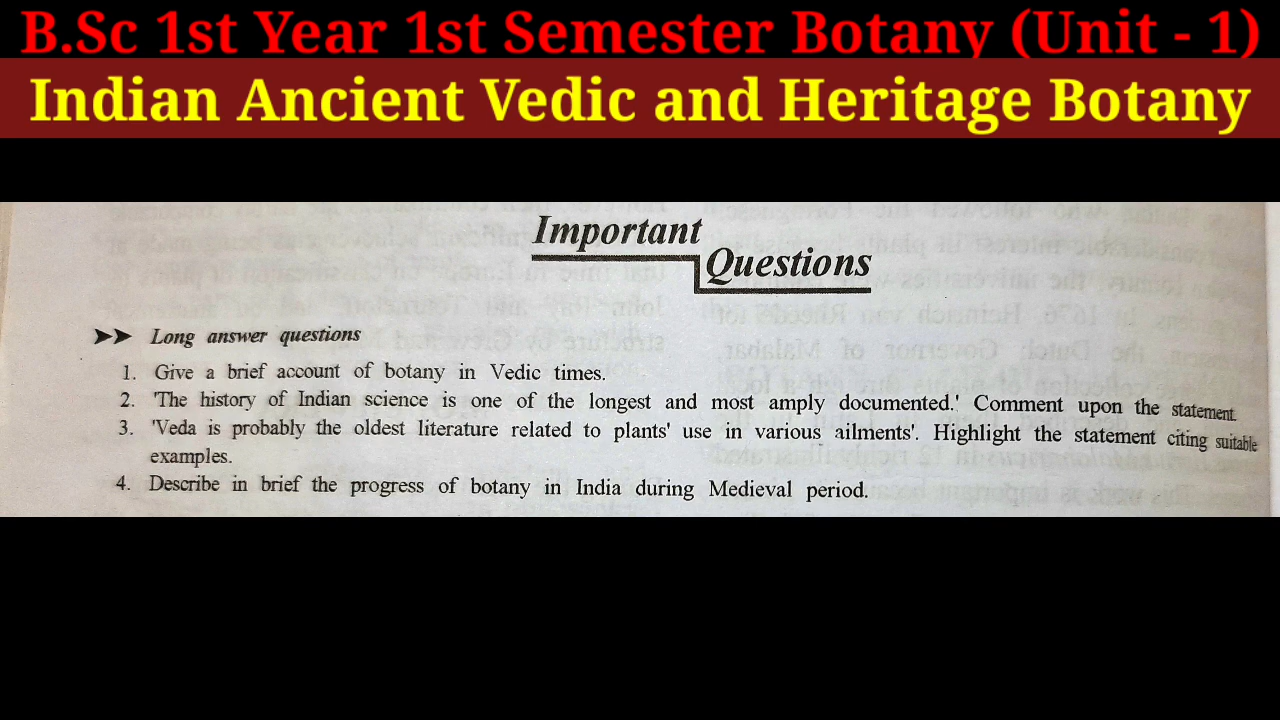 B.Sc 1st Year 1st Semester Botany (Unit - 1)
Indian Ancient Vedic and Heritage Botany
Important
Questions
➤➤ Long answer questions
1. Give a brief account of botany in Vedic times.
2. 'The history of Indian science is one of the longest and most amply documented.' Comment upon the statement.
3. 'Veda is probably the oldest literature related to plants' use in various ailments'. Highlight the statement citing suitable
examples.
4. Describe in brief the progress of botany in India during Medieval period.